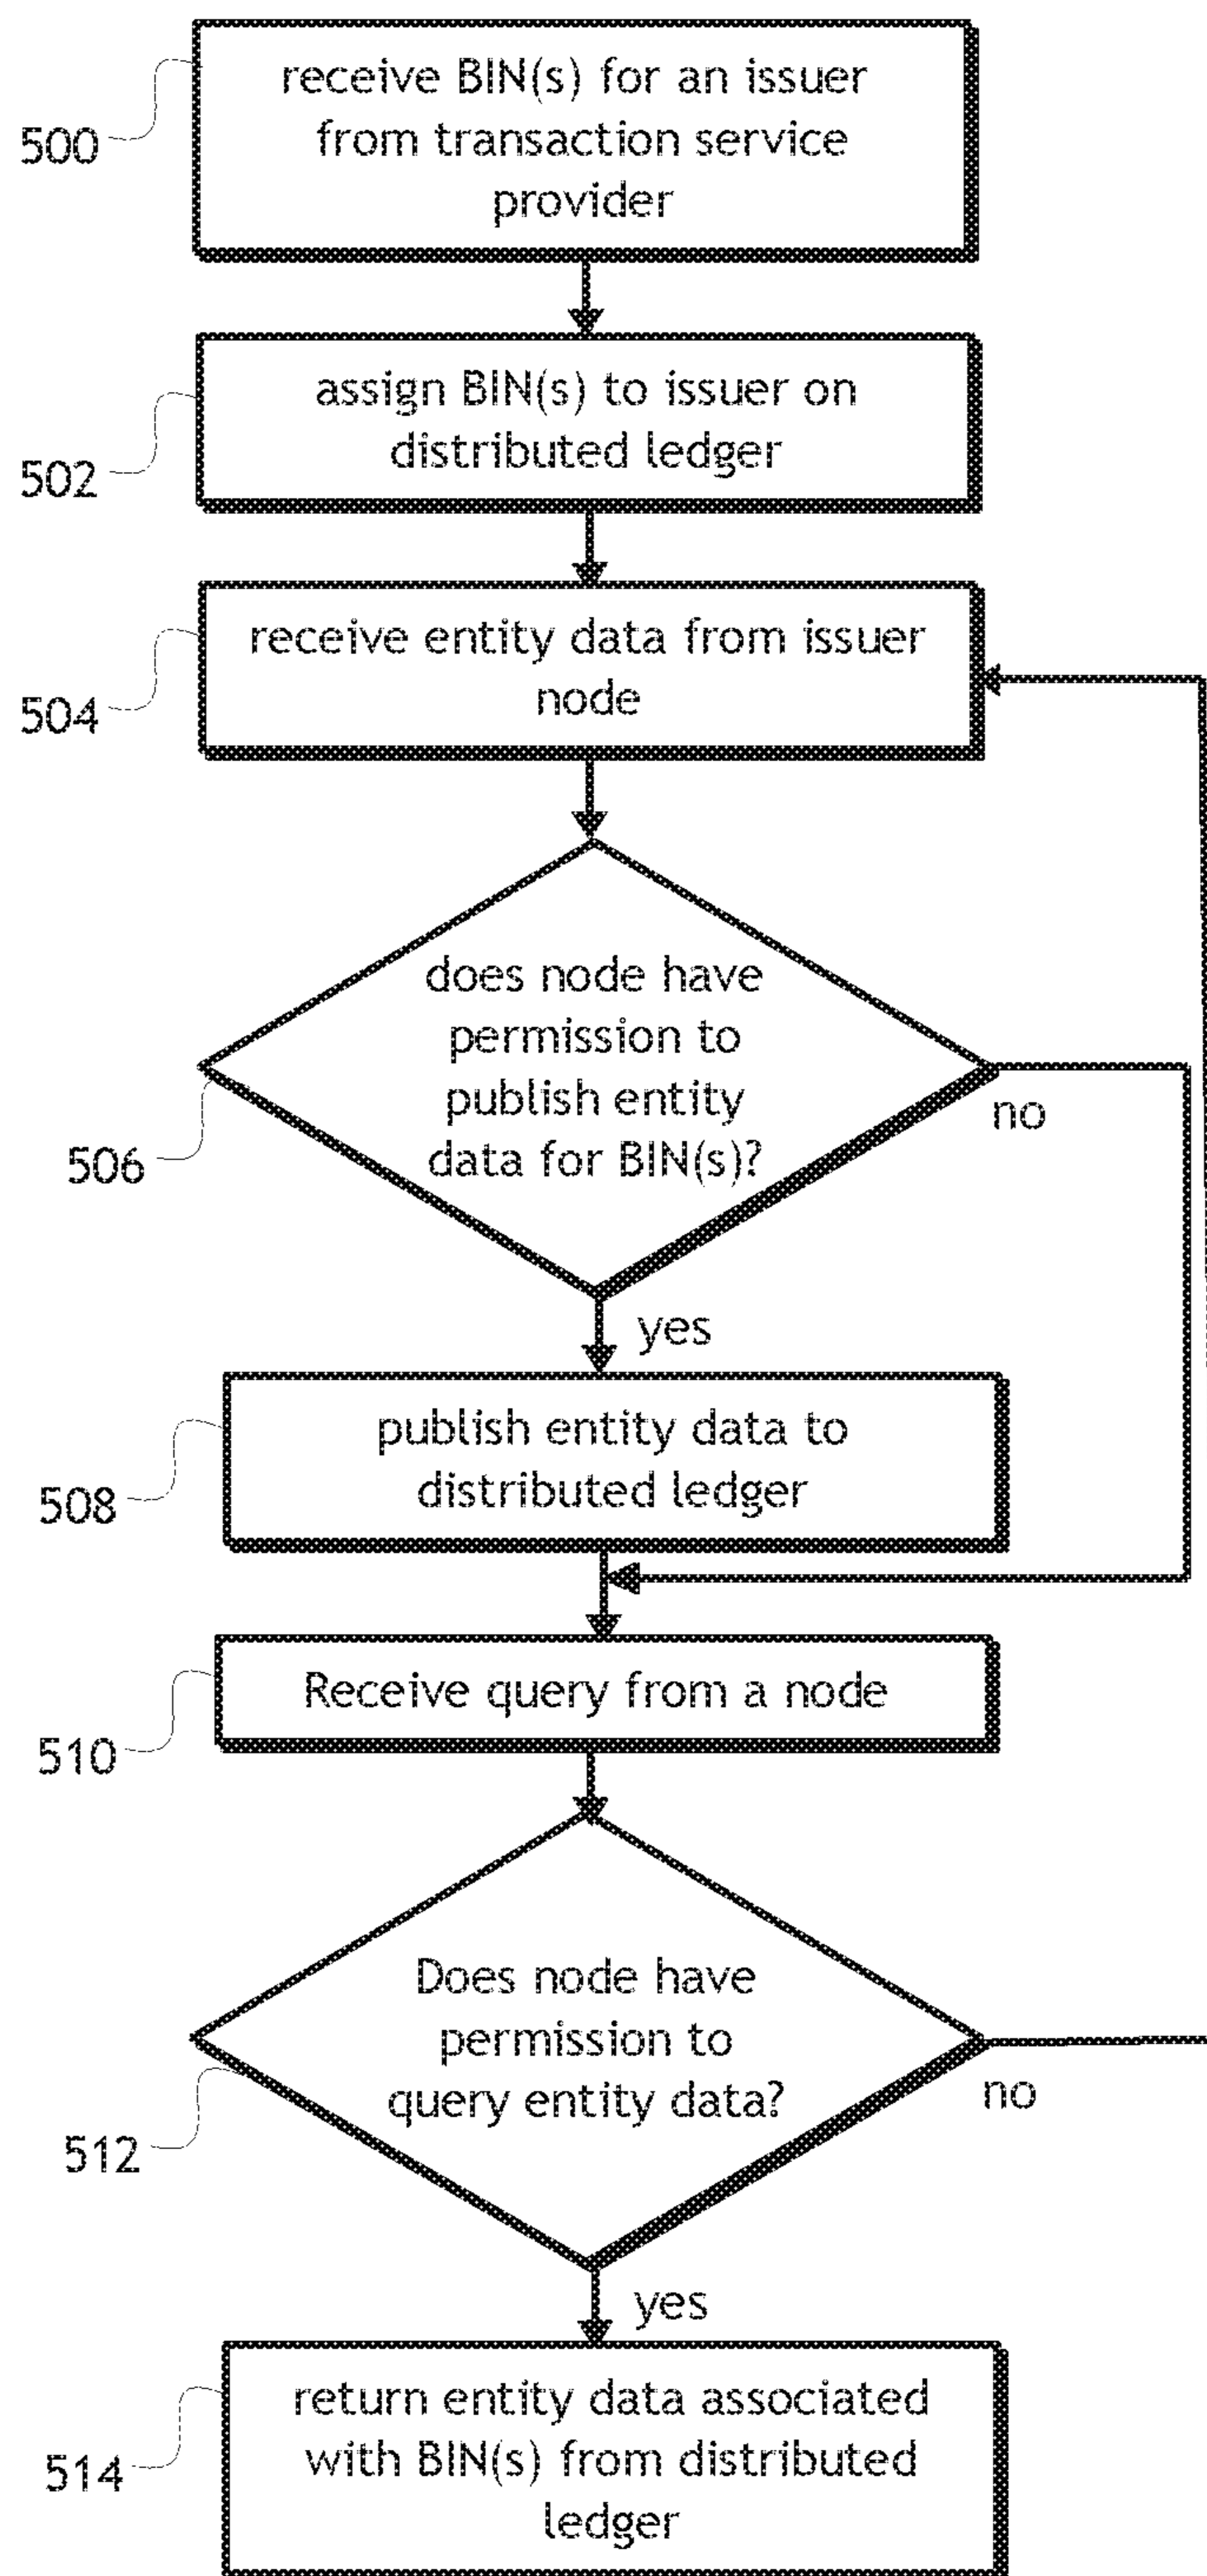 receive BIN(s) for an issuer
from transaction service
provider
500
assign BIN(s) to issuer on
distributed ledger
502
receive entity data from issuer
node
504
does node have
permission to
publish entity
data for BIN(s)?
no
506
yes
publish entity data to
distributed ledger
508
Receive query from a node
510
Does node have
permission to
query entity data?
no
512
yes
return entity data associated
with BIN(s) from distributed
ledger
514